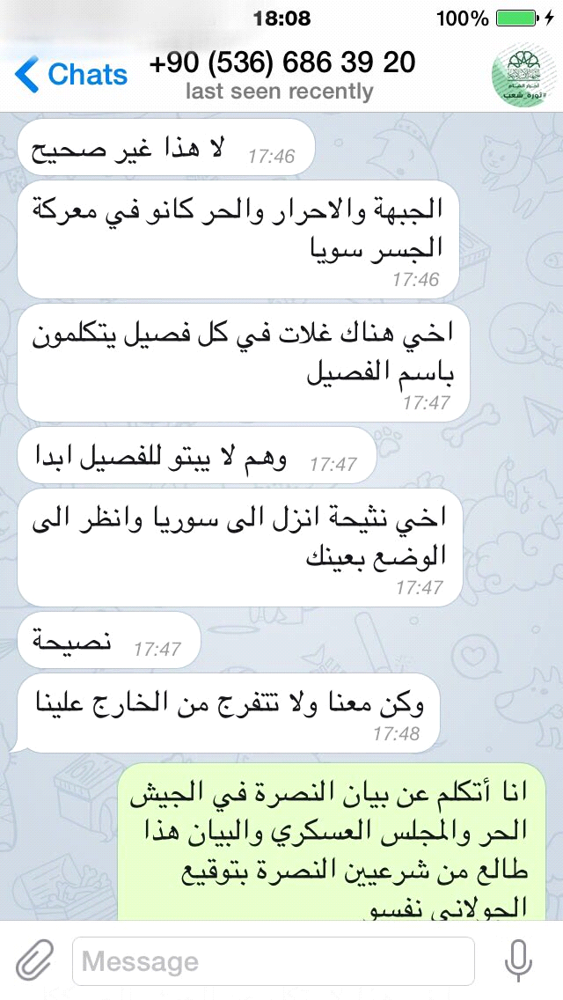 18:08
100%
Chats
+90 (536) 686 39 20
last seen recently
ثورة_شعب#
لا هذا غير صحيح 17:46
الجبهة والاحرار والحر كانو في معركة
الجسر سويا
17:46
اخي هناك غلات في كل فصيل يتكلمون
باسم الفصيل
17:47
وهم لا يبتو للفصيل ابدا 17:47
اخي نثيحة انزل الى سوريا وانظر الى
الوضع بعينك
17:47
نصيحة 17:47
وكن معنا ولا تتفرج من الخارج علينا
17:48
انا أتكلم عن بيان النصرة في الجيش
الحر والمجلس العسكري والبيان هذا
طالع من شرعيين النصرة بتوقيع
الجولاني نفسو
Message